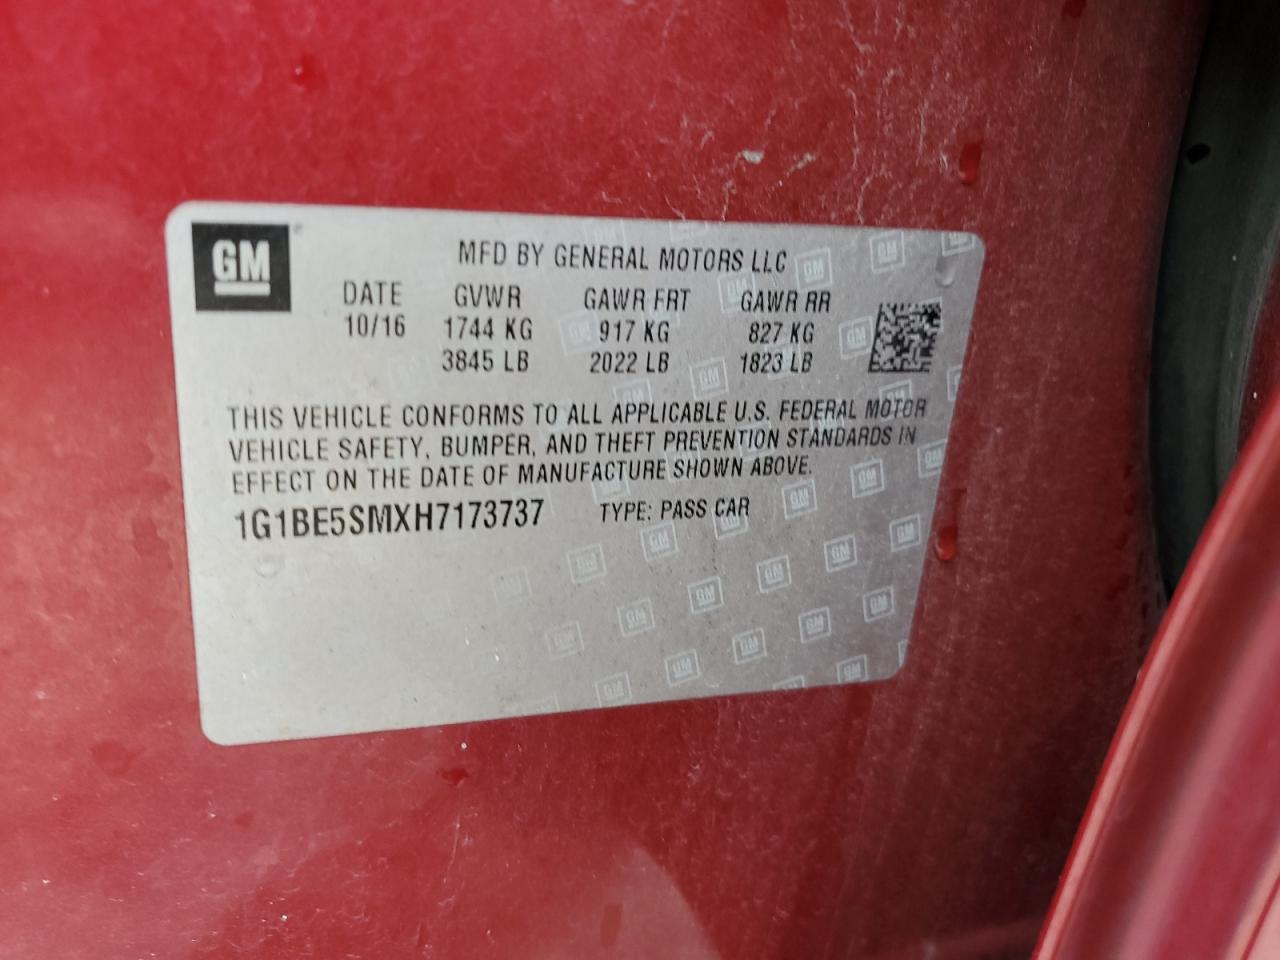 GM
MFD BY GENERAL MOTORS LLC
DATE GVWR GAWR FRT GAWR RR
10/16 1744 KG 917 KG 827 KG
3845 LB 2022 LB 1823 LB
THIS VEHICLE CONFORMS TO ALL APPLICABLE U.S. FEDERAL MOTOR
VEHICLE SAFETY, BUMPER, AND THEFT PREVENTION STANDARDS IN
EFFECT ON THE DATE OF MANUFACTURE SHOWN ABOVE.
1G1BE5SMXH7173737 TYPE: PASS CAR